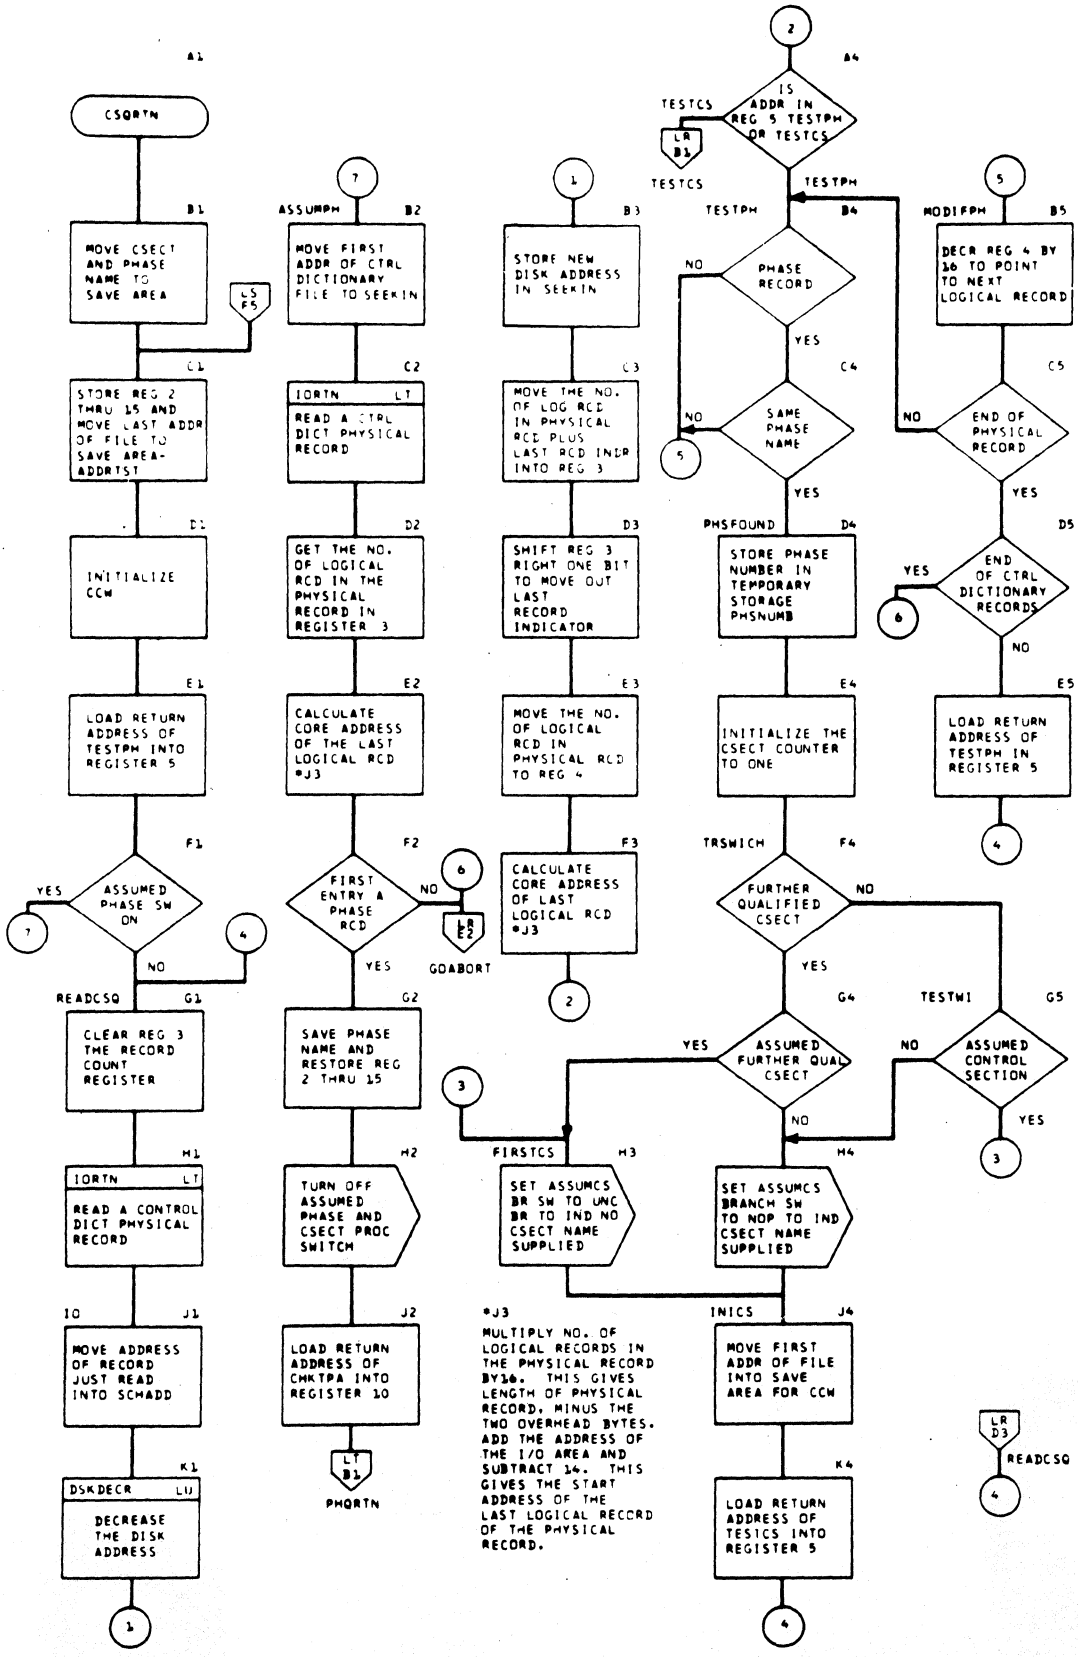 A1
CSQRTN
B1
MOVE CSECT
AND PHASE
NAME TO
SAVE AREA
LS
F5
C1
STORE REG 2
THRU 15 AND
MOVE LAST ADDR
OF FILE TO
SAVE AREA-
ADDRTST
D1
INITIALIZE
CCW
E1
LOAD RETURN
ADDRESS OF
TESTPH INTO
REGISTER 5
F1
ASSUMED
PHASE SW
ON
YES
7
NO
4
READCSQ
G1
CLEAR REG 3
THE RECORD
COUNT
REGISTER
H1
IORTN LT
READ A CONTROL
DICT PHYSICAL
RECORD
IO
J1
MOVE ADDRESS
OF RECORD
JUST READ
INTO SCHADD
K1
DSKDECR LU
DECREASE
THE DISK
ADDRESS
1
7
ASSUMPH
B2
MOVE FIRST
ADDR OF CTRL
DICTIONARY
FILE TO SEEKIN
C2
IORTN LT
READ A CTRL
DICT PHYSICAL
RECORD
D2
GET THE NO.
OF LOGICAL
RCD IN THE
PHYSICAL
RECORD IN
REGISTER 3
E2
CALCULATE
CORE ADDRESS
OF THE LAST
LOGICAL RCD
*J3
F2
FIRST
ENTRY A
PHASE
RCD
NO
6
LR
E2
GOABORT
YES
G2
SAVE PHASE
NAME AND
RESTORE REG
2 THRU 15
H2
TURN OFF
ASSUMED
PHASE AND
CSECT PROC
SWITCH
J2
LOAD RETURN
ADDRESS OF
CHKTPA INTO
REGISTER 10
LT
B1
PHQRTN
1
B3
STORE NEW
DISK ADDRESS
IN SEEKIN
C3
MOVE THE NO.
OF LOG RCD
IN PHYSICAL
RCD PLUS
LAST RCD INDR
INTO REG 3
D3
SHIFT REG 3
RIGHT ONE BIT
TO MOVE OUT
LAST
RECORD
INDICATOR
E3
MOVE THE NO.
OF LOGICAL
RCD IN
PHYSICAL RCD
TO REG 4
F3
CALCULATE
CORE ADDRESS
OF LAST
LOGICAL RCD
*J3
2
3
FIRSTCS
H3
SET ASSUMCS
BR SW TO UNC
BR TO IND NO
CSECT NAME
SUPPLIED
*J3
MULTIPLY NO. OF
LOGICAL RECORDS IN
THE PHYSICAL RECORD
BY16. THIS GIVES
LENGTH OF PHYSICAL
RECORD, MINUS THE
TWO OVERHEAD BYTES.
ADD THE ADDRESS OF
THE I/O AREA AND
SUBTRACT 14. THIS
GIVES THE START
ADDRESS OF THE
LAST LOGICAL RECORD
OF THE PHYSICAL
RECORD.
2
A4
IS
ADDR IN
REG 5 TESTPH
OR TESTCS
TESTCS
LR
B1
TESTCS
TESTPH
TESTPH
B4
PHASE
RECORD
NO
YES
C4
SAME
PHASE
NAME
NO
5
YES
PHSFOUND
D4
STORE PHASE
NUMBER IN
TEMPORARY
STORAGE
PHSNUMB
E4
INITIALIZE THE
CSECT COUNTER
TO ONE
TRSWICH
F4
FURTHER
QUALIFIED
CSECT
NO
YES
G4
ASSUMED
FURTHER QUAL
CSECT
YES
NO
H4
SET ASSUMCS
BRANCH SW
TO NOP TO IND
CSECT NAME
SUPPLIED
INICS
J4
MOVE FIRST
ADDR OF FILE
INTO SAVE
AREA FOR CCW
K4
LOAD RETURN
ADDRESS OF
TESTCS INTO
REGISTER 5
4
5
MODIFPH
B5
DECR REG 4 BY
16 TO POINT
TO NEXT
LOGICAL RECORD
C5
END OF
PHYSICAL
RECORD
NO
YES
D5
END
OF CTRL
DICTIONARY
RECORDS
YES
6
NO
E5
LOAD RETURN
ADDRESS OF
TESTPH IN
REGISTER 5
4
TESTWI
G5
ASSUMED
CONTROL
SECTION
NO
YES
3
LR
D3
READCSQ
4